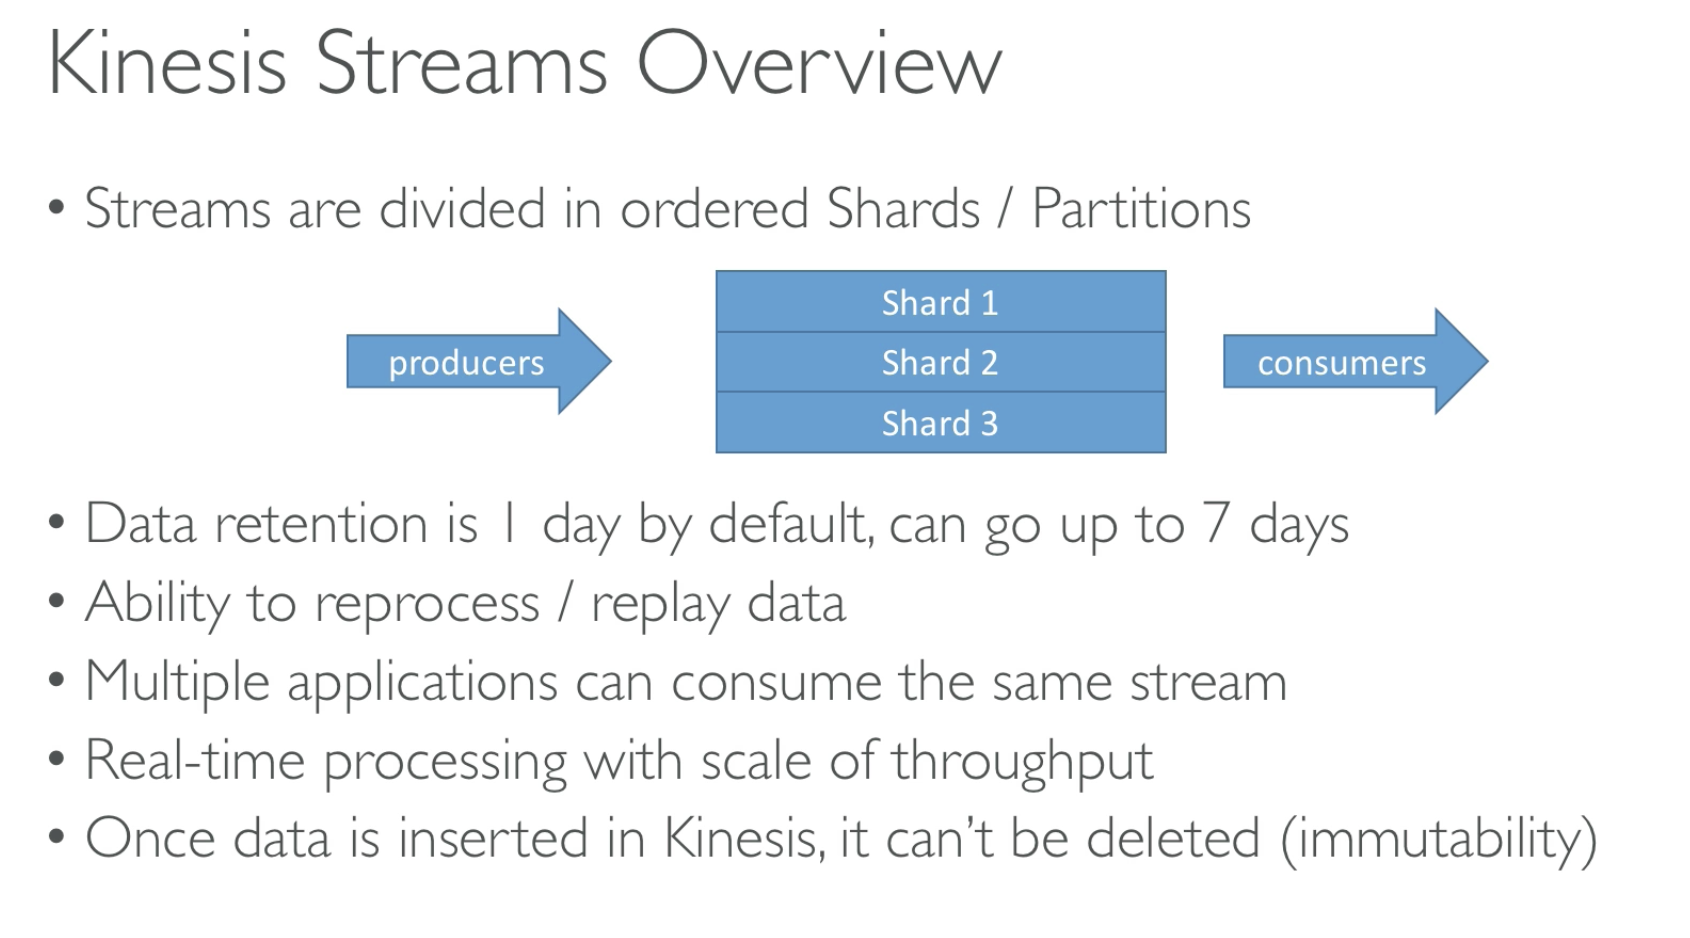 Kinesis Streams Overview
• Streams are divided in ordered Shards / Partitions
producers
Shard 1
Shard 2
Shard 3
consumers
• Data retention is 1 day by default, can go up to 7 days
• Ability to reprocess / replay data
• Multiple applications can consume the same stream
• Real-time processing with scale of throughput
• Once data is inserted in Kinesis, it can’t be deleted (immutability)